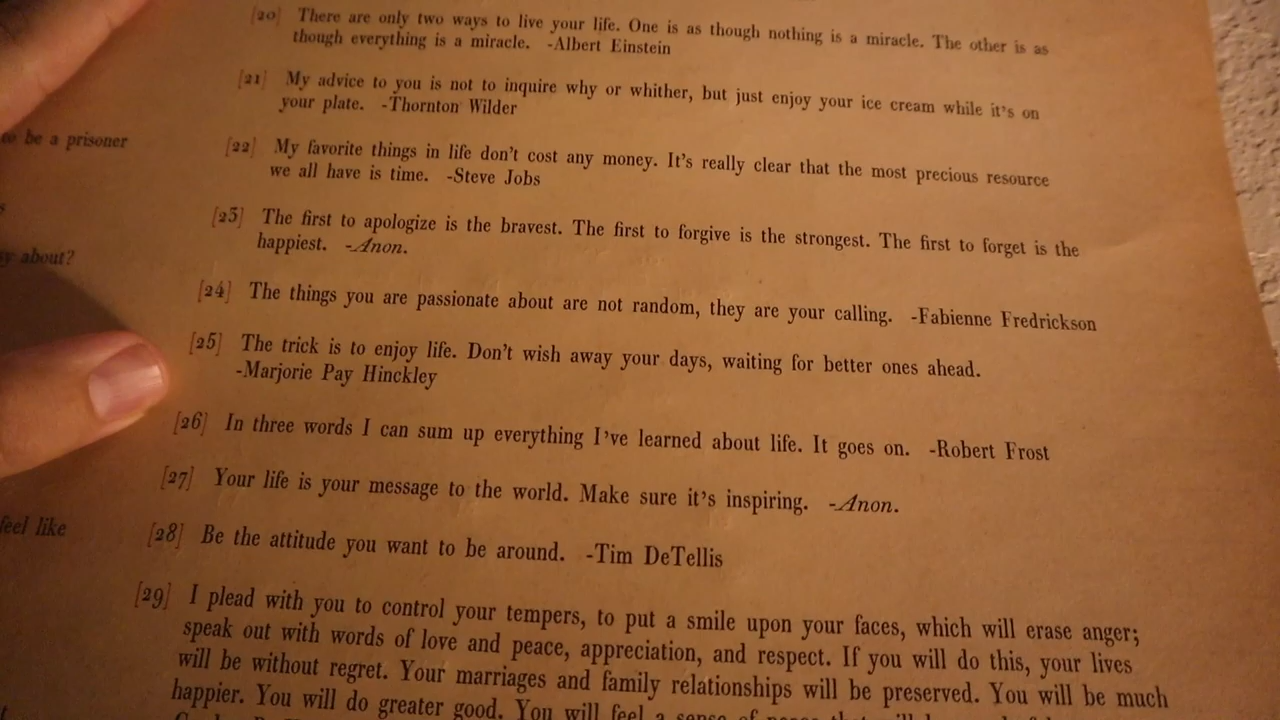 [20] There are only two ways to live your life. One is as though nothing is a miracle. The other is as
though everything is a miracle. -Albert Einstein
[21] My advice to you is not to inquire why or whither, but just enjoy your ice cream while it's on
your plate. -Thornton Wilder
to be a prisoner
[22] My favorite things in life don't cost any money. It's really clear that the most precious resource
we all have is time. -Steve Jobs
[23] The first to apologize is the bravest. The first to forgive is the strongest. The first to forget is the
happiest. -Anon.
about?
[24] The things you are passionate about are not random, they are your calling. -Fabienne Fredrickson
[25] The trick is to enjoy life. Don't wish away your days, waiting for better ones ahead.
-Marjorie Pay Hinckley
[26] In three words I can sum up everything I've learned about life. It goes on. -Robert Frost
[27] Your life is your message to the world. Make sure it's inspiring. -Anon.
feel like
[28] Be the attitude you want to be around. -Tim DeTellis
[29] I plead with you to control your tempers, to put a smile upon your faces, which will erase anger;
speak out with words of love and peace, appreciation, and respect. If you will do this, your lives
will be without regret. Your marriages and family relationships will be preserved. You will be much
happier. You will do greater good. You will feel a sense of